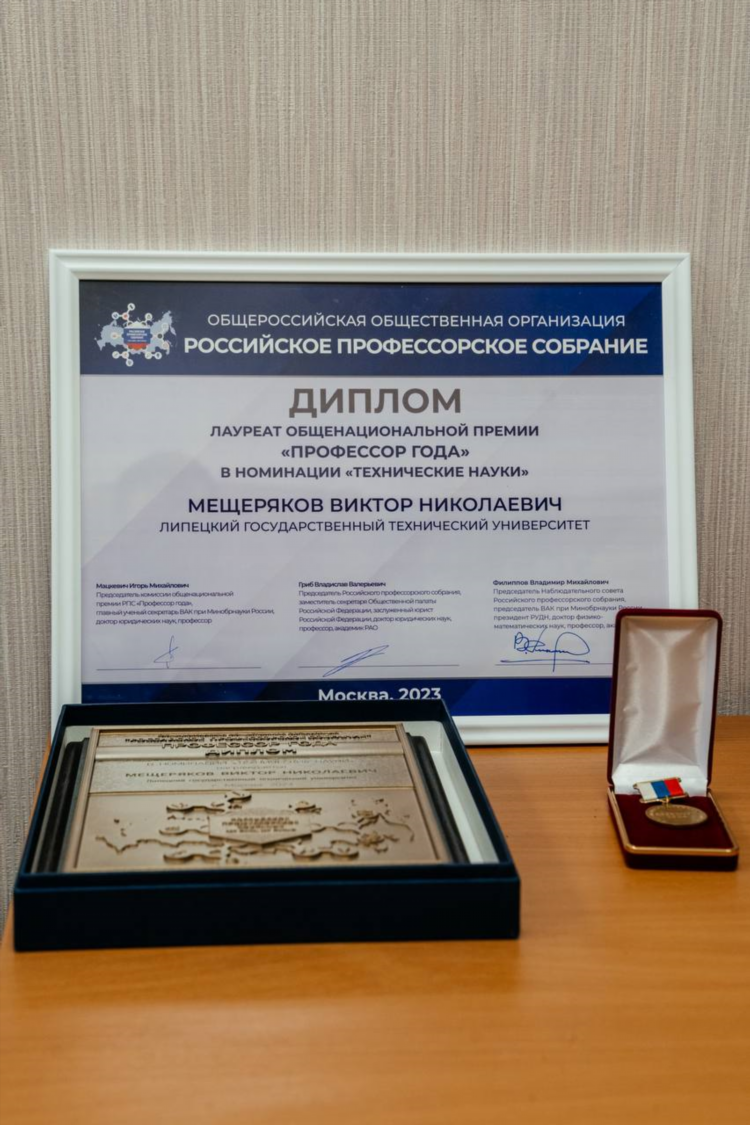 ОБЩЕРОССИЙСКАЯ ОБЩЕСТВЕННАЯ ОРГАНИЗАЦИЯ
РОССИЙСКОЕ ПРОФЕССОРСКОЕ СОБРАНИЕ
ДИПЛОМ
ЛАУРЕАТ ОБЩЕНАЦИОНАЛЬНОЙ ПРЕМИИ
«ПРОФЕССОР ГОДА»
В НОМИНАЦИИ «ТЕХНИЧЕСКИЕ НАУКИ»
МЕЩЕРЯКОВ ВИКТОР НИКОЛАЕВИЧ
ЛИПЕЦКИЙ ГОСУДАРСТВЕННЫЙ ТЕХНИЧЕСКИЙ УНИВЕРСИТЕТ
Мацкевич Игорь Михайлович
Председатель комиссии общенациональной
премии РПС «Профессор года»,
главный ученый секретарь ВАК при Минобрнауки России,
доктор юридических наук, профессор
Гриб Владислав Валерьевич
Председатель Российского профессорского собрания,
заместитель секретаря Общественной палаты
Российской Федерации, заслуженный юрист
Российской Федерации, доктор юридических наук,
профессор, академик РАО
Филиппов Владимир Михайлович
Председатель Наблюдательного совета
Российского профессорского собрания,
председатель ВАК при Минобрнауки России,
президент РУДН, доктор физико-
математических наук, профессор,
Москва, 2023
ПРОФЕССОР ГОДА
ДИПЛОМ
МЕЩЕРЯКОВ ВИКТОР НИКОЛАЕВИЧ